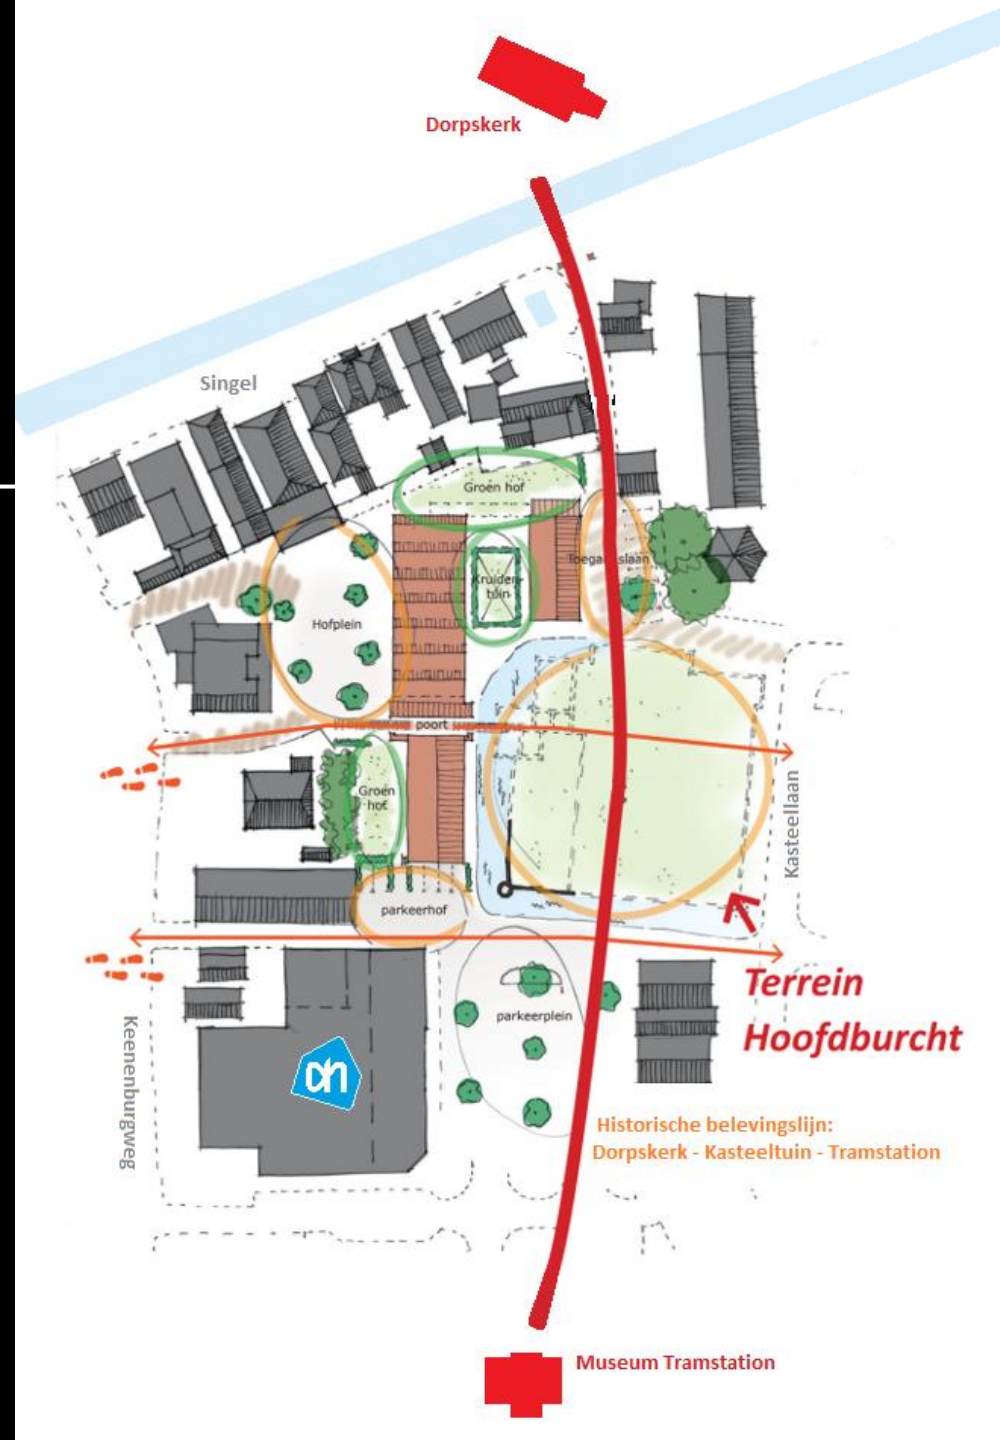 Dorpskerk
Singel
Groen hof
Kruiden-
tuin
Toegangslaan
Hofplein
poort
Groen
hof
Kasteellaan
parkeerhof
Terrein
Hoofdburcht
parkeerplein
Keenenburgweg
ah
Historische belevingslijn:
Dorpskerk - Kasteeltuin - Tramstation
Museum Tramstation